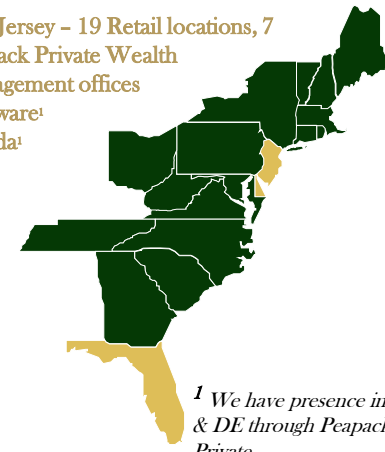 Jersey – 19 Retail locations, 7
ack Private Wealth
agement offices
ware¹
da¹
¹ We have presence in
& DE through Peapack
Private